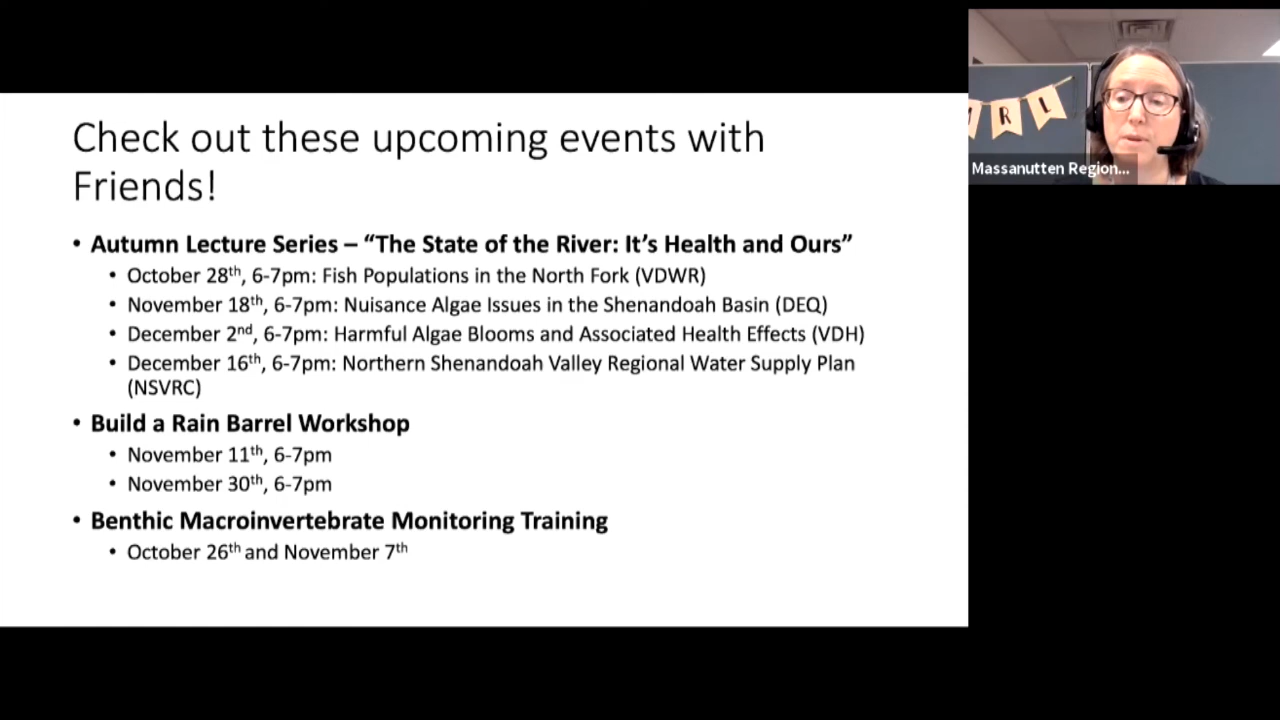 Check out these upcoming events with
Friends!
• Autumn Lecture Series – “The State of the River: It’s Health and Ours”
• October 28th, 6-7pm: Fish Populations in the North Fork (VDWR)
• November 18th, 6-7pm: Nuisance Algae Issues in the Shenandoah Basin (DEQ)
• December 2nd, 6-7pm: Harmful Algae Blooms and Associated Health Effects (VDH)
• December 16th, 6-7pm: Northern Shenandoah Valley Regional Water Supply Plan
(NSVRC)
• Build a Rain Barrel Workshop
• November 11th, 6-7pm
• November 30th, 6-7pm
• Benthic Macroinvertebrate Monitoring Training
• October 26th and November 7th
RL
Massanutten Region...